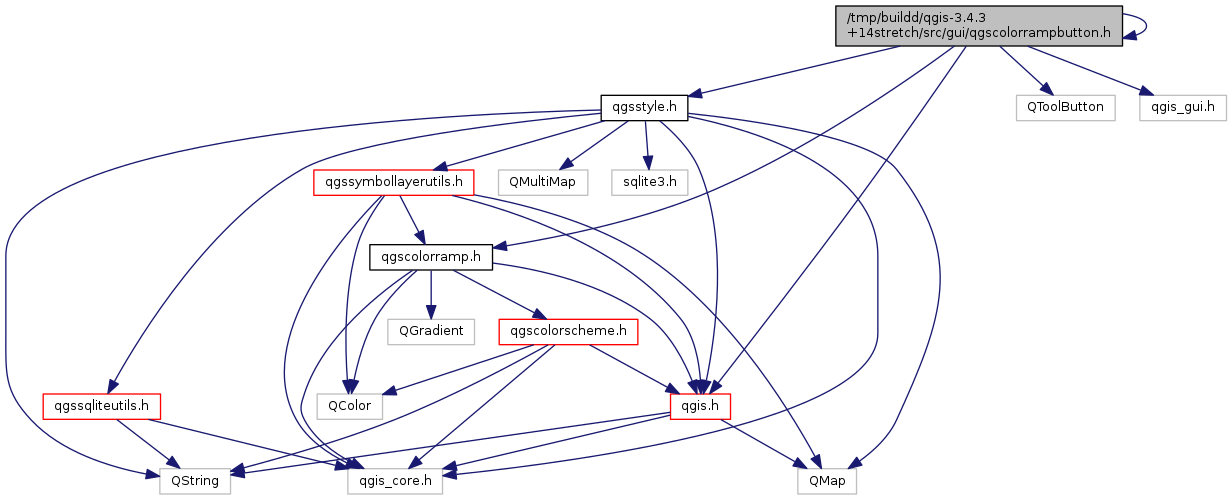 /tmp/buildd/qgis-3.4.3
+14stretch/src/gui/qgscolorrampbutton.h
qgsstyle.h
QToolButton
qgis_gui.h
qgssymbollayerutils.h
QMultiMap
sqlite3.h
qgscolorramp.h
QGradient
qgscolorscheme.h
qgssqliteutils.h
QColor
qgis.h
QString
qgis_core.h
QMap